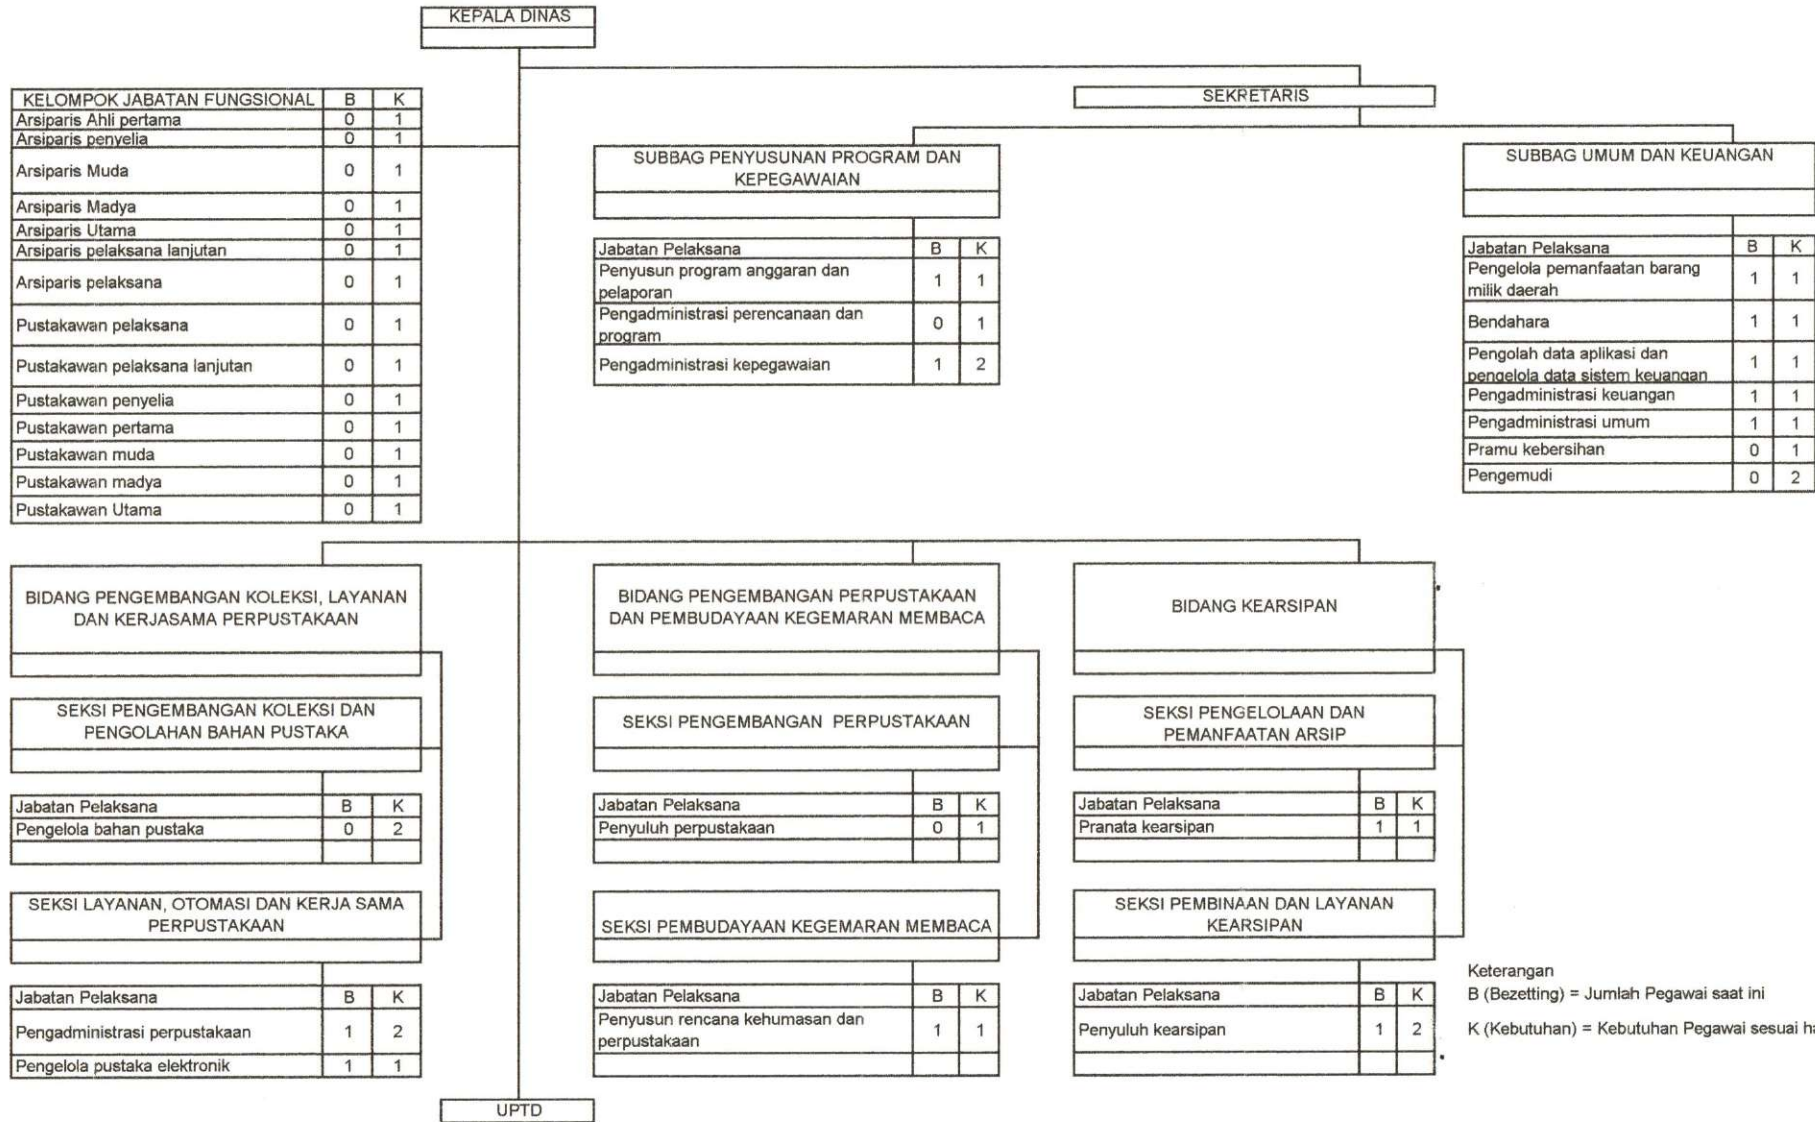 KEPALA DINAS
SEKRETARIS
KELOMPOK JABATAN FUNGSIONAL B K
Arsiparis Ahli pertama 0 1
Arsiparis penyelia 0 1
Arsiparis Muda 0 1
Arsiparis Madya 0 1
Arsiparis Utama 0 1
Arsiparis pelaksana lanjutan 0 1
Arsiparis pelaksana 0 1
Pustakawan pelaksana 0 1
Pustakawan pelaksana lanjutan 0 1
Pustakawan penyelia 0 1
Pustakawan pertama 0 1
Pustakawan muda 0 1
Pustakawan madya 0 1
Pustakawan Utama 0 1
SUBBAG PENYUSUNAN PROGRAM DAN
KEPEGAWAIAN
Jabatan Pelaksana B K
Penyusun program anggaran dan
pelaporan 1 1
Pengadministrasi perencanaan dan
program 0 1
Pengadministrasi kepegawaian 1 2
SUBBAG UMUM DAN KEUANGAN
Jabatan Pelaksana B K
Pengelola pemanfaatan barang
milik daerah 1 1
Bendahara 1 1
Pengolah data aplikasi dan
pengelola data sistem keuangan 1 1
Pengadministrasi keuangan 1 1
Pengadministrasi umum 1 1
Pramu kebersihan 0 1
Pengemudi 0 2
BIDANG PENGEMBANGAN KOLEKSI, LAYANAN
DAN KERJASAMA PERPUSTAKAAN
SEKSI PENGEMBANGAN KOLEKSI DAN
PENGOLAHAN BAHAN PUSTAKA
Jabatan Pelaksana B K
Pengelola bahan pustaka 0 2
SEKSI LAYANAN, OTOMASI DAN KERJA SAMA
PERPUSTAKAAN
Jabatan Pelaksana B K
Pengadministrasi perpustakaan 1 2
Pengelola pustaka elektronik 1 1
BIDANG PENGEMBANGAN PERPUSTAKAAN
DAN PEMBUDAYAAN KEGEMARAN MEMBACA
SEKSI PENGEMBANGAN PERPUSTAKAAN
Jabatan Pelaksana B K
Penyuluh perpustakaan 0 1
SEKSI PEMBUDAYAAN KEGEMARAN MEMBACA
Jabatan Pelaksana B K
Penyusun rencana kehumasan dan
perpustakaan 1 1
BIDANG KEARSIPAN
SEKSI PENGELOLAAN DAN
PEMANFAATAN ARSIP
Jabatan Pelaksana B K
Pranata kearsipan 1 1
SEKSI PEMBINAAN DAN LAYANAN
KEARSIPAN
Jabatan Pelaksana B K
Penyuluh kearsipan 1 2
Keterangan
B (Bezetting) = Jumlah Pegawai saat ini
K (Kebutuhan) = Kebutuhan Pegawai sesuai
UPTD